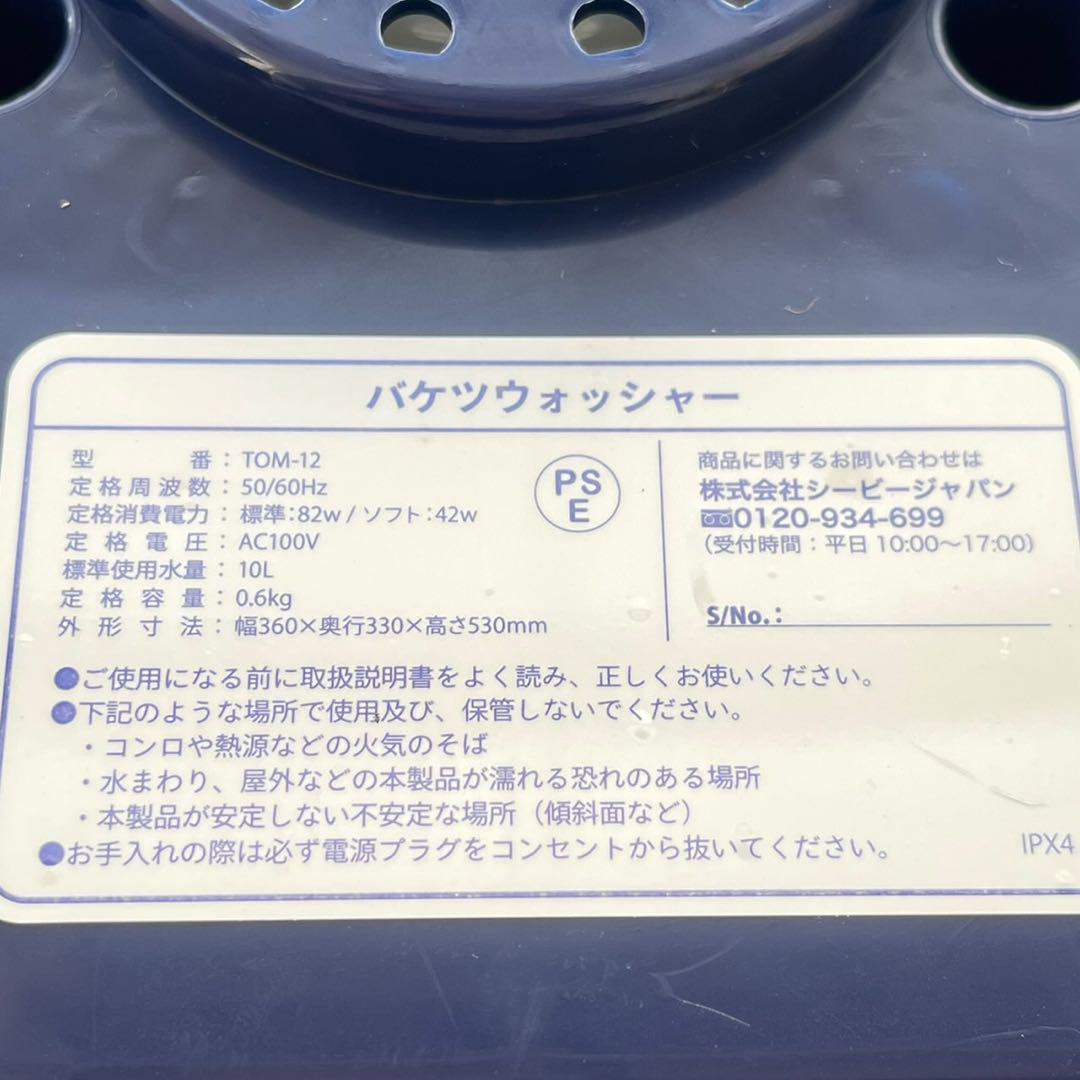 バケツウォッシャー
型番：TOM-12
定格周波数：50/60Hz
定格消費電力：標準：82w / ソフト：42w
定格電圧：AC100V
標準使用水量：10L
定格容量：0.6kg
外形寸法：幅360×奥行330×高さ530mm
PS
E
商品に関するお問い合わせは
株式会社シービージャパン
0120-934-699
（受付時間：平日 10:00〜17:00）
S/No.：
●ご使用になる前に取扱説明書をよく読み、正しくお使いください。
●下記のような場所で使用及び、保管しないでください。
・コンロや熱源などの火気のそば
・水まわり、屋外などの本製品が濡れる恐れのある場所
・本製品が安定しない不安定な場所（傾斜面など）
●お手入れの際は必ず電源プラグをコンセントから抜いてください。
IPX4